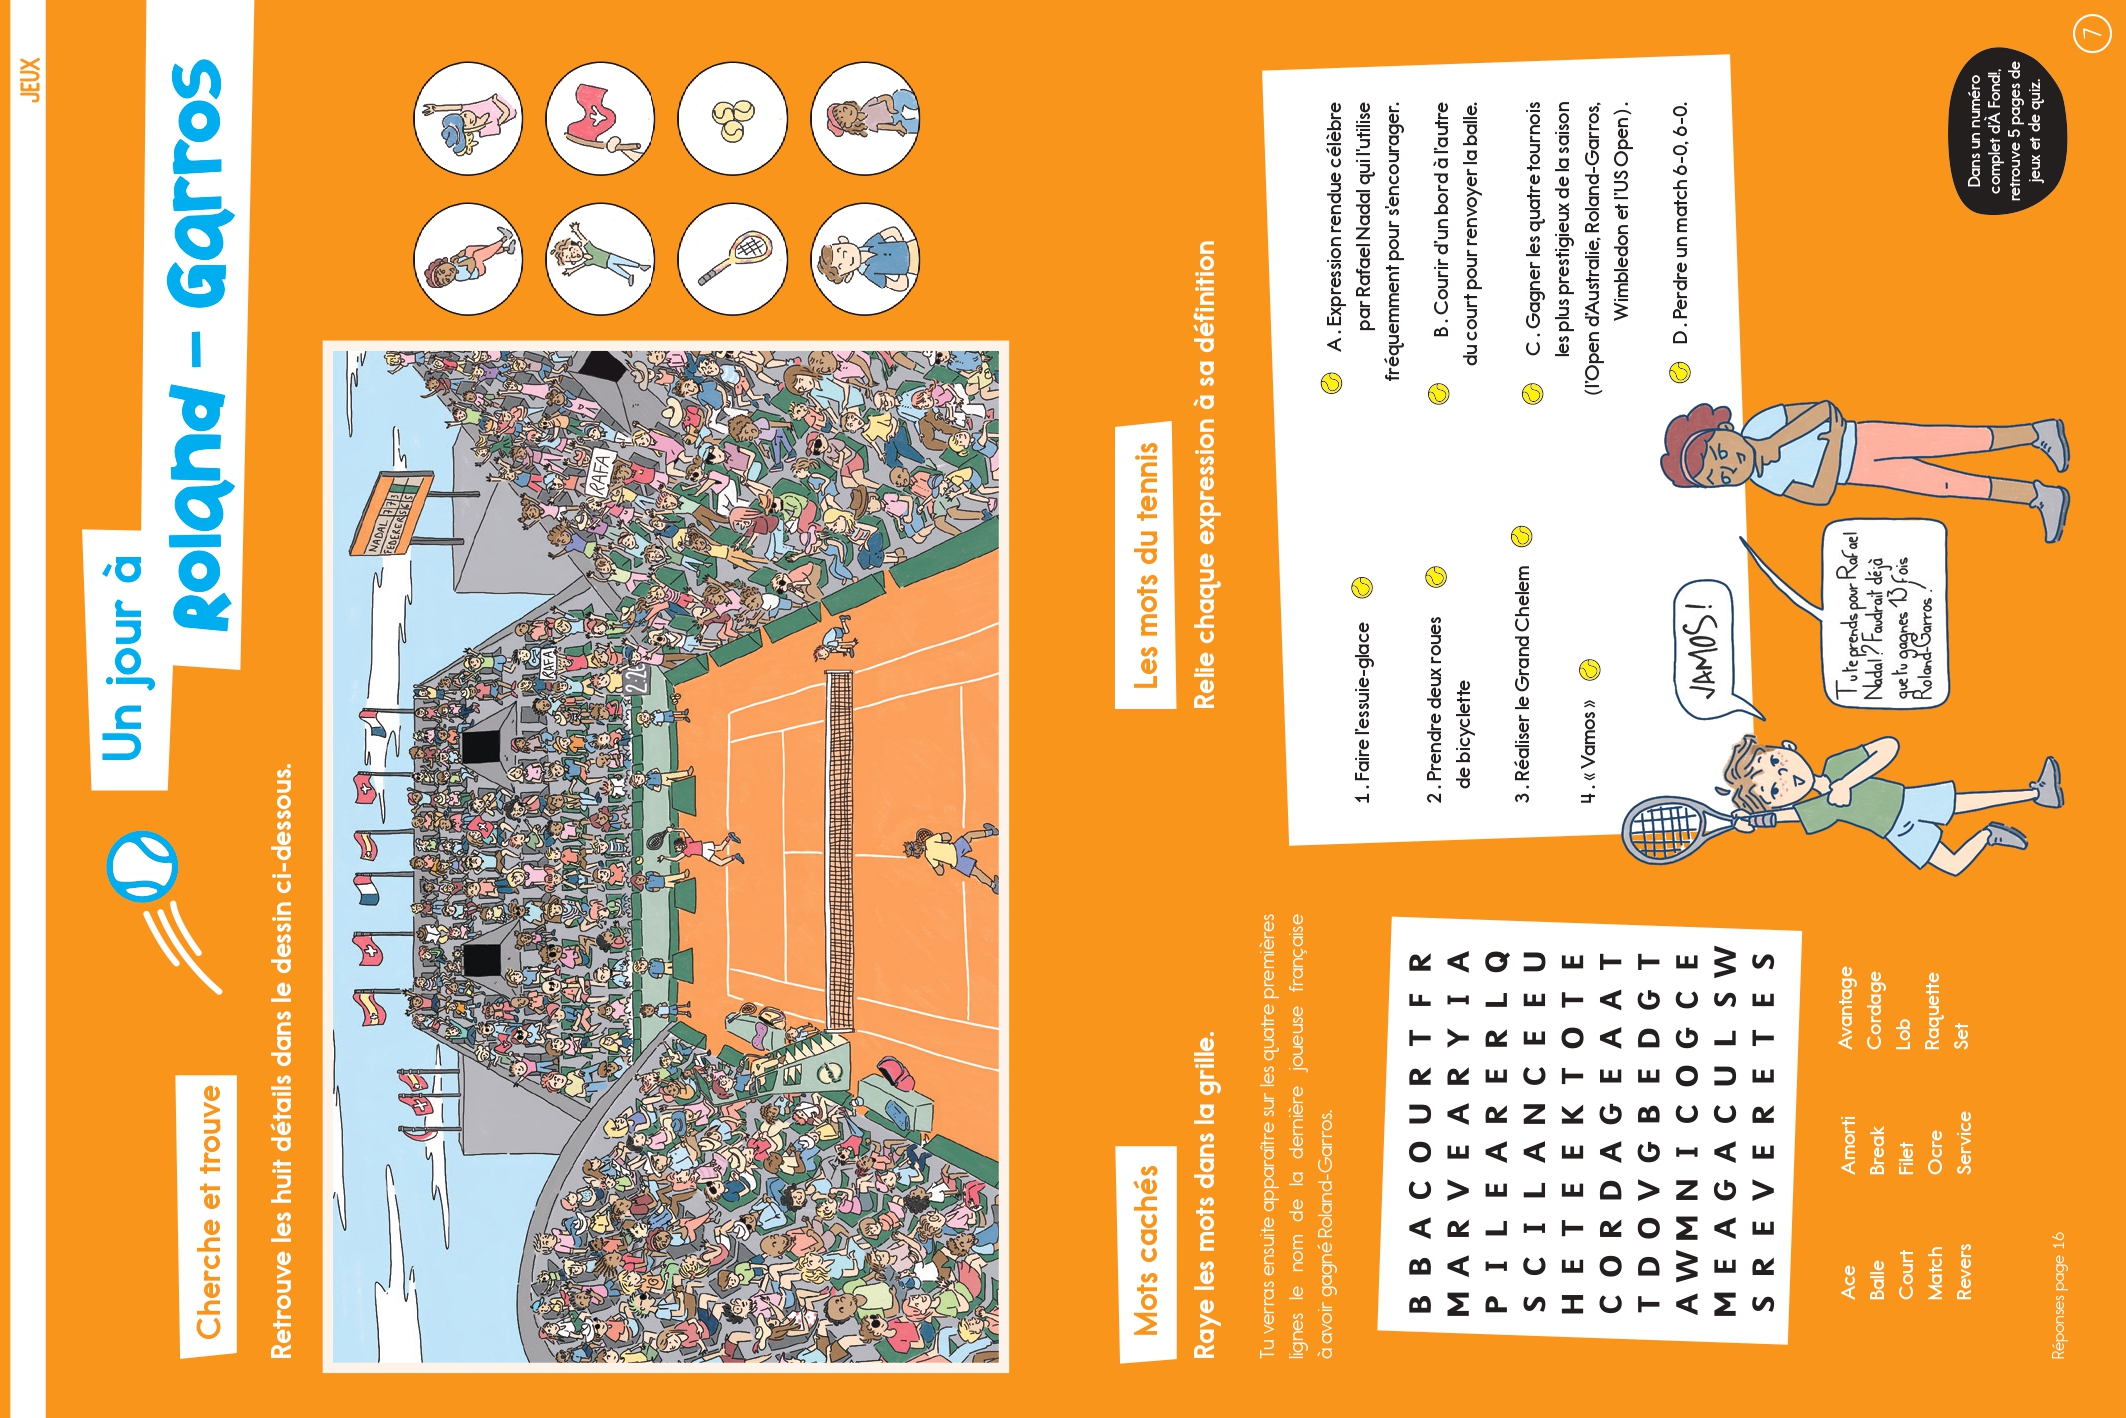 JEUX
Un jour à
Roland - Garros
Cherche et trouve
Retrouve les huit détails dans le dessin ci-dessous.
NADAL 7 7 3
FEDERER
RAFA
RAFA
Mots cachés
Raye les mots dans la grille.
Tu verras ensuite apparaître sur les quatre premières
lignes le nom de la dernière joueuse française
à avoir gagné Roland-Garros.
B B A C O U R T F R
M A R V E A R Y I A
P I L E A R E R L Q
S C I L A N C E E U
H E T E E K T O T E
C O R D A G E A A T
T D O V G B E D G T
A W M N I C O G C E
M E A G A C U L S W
S R E V E R E T E S
Ace
Balle
Court
Match
Revers
Amorti
Break
Filet
Ocre
Service
Avantage
Cordage
Lob
Raquette
Set
Réponses page 16
Les mots du tennis
Relie chaque expression à sa définition
1. Faire l'essuie-glace
2. Prendre deux roues
de bicyclette
3. Réaliser le Grand Chelem
4. « Vamos »
A. Expression rendue célèbre
par Rafael Nadal qui l'utilise
fréquemment pour s'encourager.
B. Courir d'un bord à l'autre
du court pour renvoyer la balle.
C. Gagner les quatre tournois
les plus prestigieux de la saison
(l'Open d'Australie, Roland-Garros,
Wimbledon et l'US Open).
D. Perdre un match 6-0, 6-0.
VAMOS !
Tu te prends pour Rafael
Nadal ? Faudrait déjà
que tu gagnes 13 fois
Roland-Garros !
Dans un numéro
complet d'À Fond!,
retrouve 5 pages de
jeux et de quiz.
7